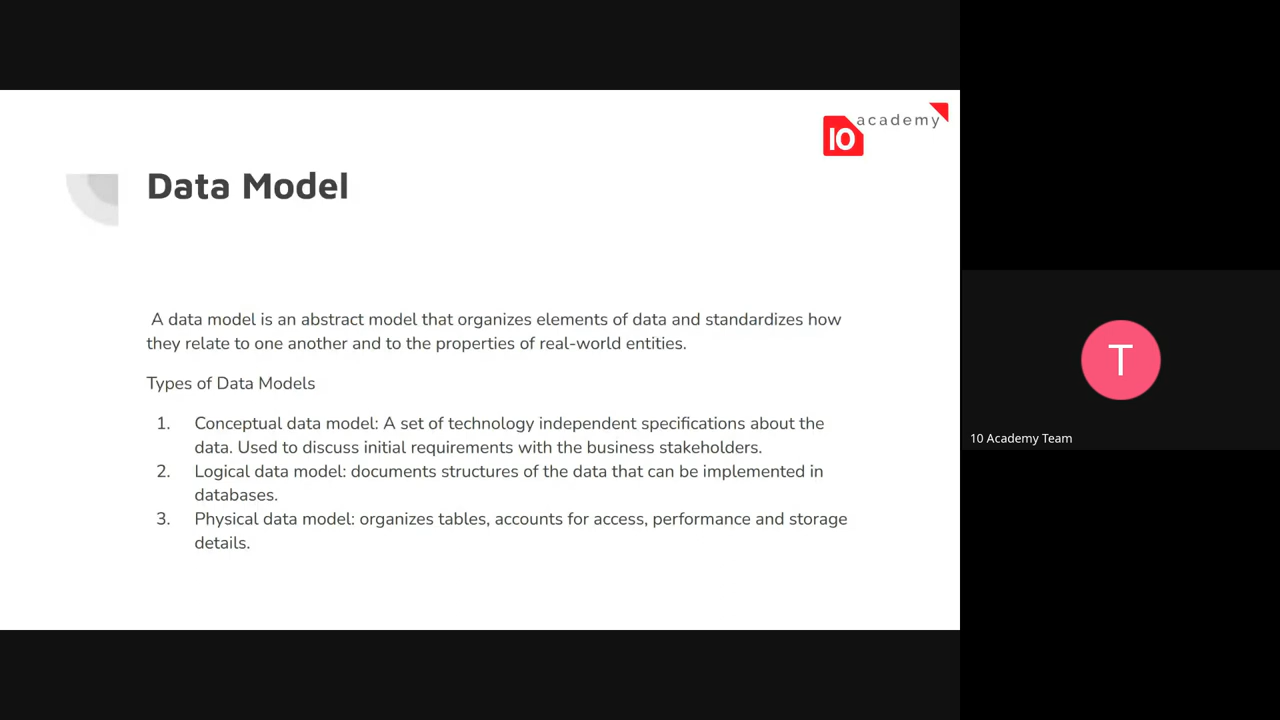 10 academy
Data Model
A data model is an abstract model that organizes elements of data and standardizes how
they relate to one another and to the properties of real-world entities.
Types of Data Models
1. Conceptual data model: A set of technology independent specifications about the
data. Used to discuss initial requirements with the business stakeholders.
2. Logical data model: documents structures of the data that can be implemented in
databases.
3. Physical data model: organizes tables, accounts for access, performance and storage
details.
T
10 Academy Team